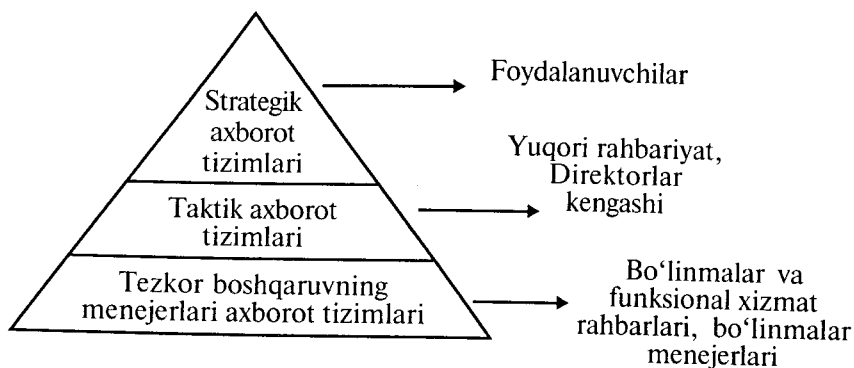 Strategik
axborot
tizimlari
Foydalanuvchilar
Taktik axborot
tizimlari
Yuqori rahbariyat,
Direktorlar
kengashi
Tezkor boshqaruvning
menejerlari axborot tizimlari
Bo‘linmalar va
funksional xizmat
rahbarlari, bo‘linmalar
menejerlari